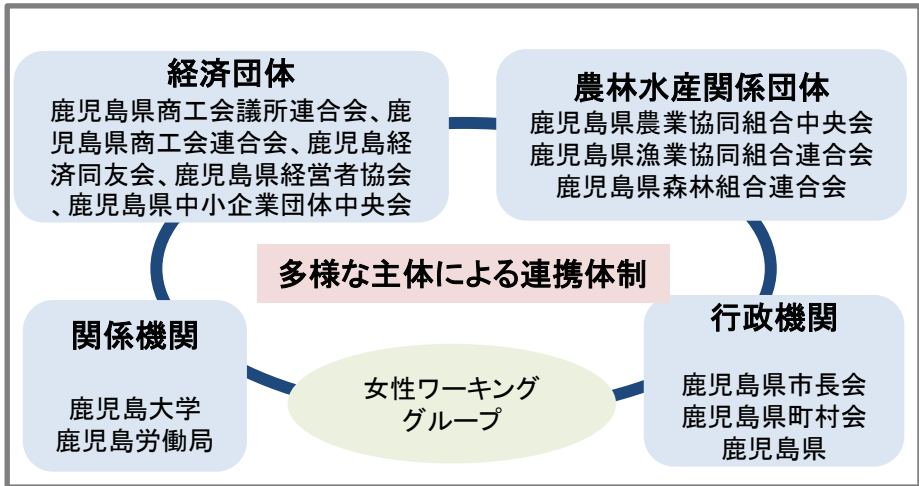 経済団体
鹿児島県商工会議所連合会、鹿
児島県商工会連合会、鹿児島経
済同友会、鹿児島県経営者協会
、鹿児島県中小企業団体中央会
農林水産関係団体
鹿児島県農業協同組合中央会
鹿児島県漁業協同組合連合会
鹿児島県森林組合連合会
多様な主体による連携体制
関係機関
鹿児島大学
鹿児島労働局
女性ワーキング
グループ
行政機関
鹿児島県市長会
鹿児島県町村会
鹿児島県